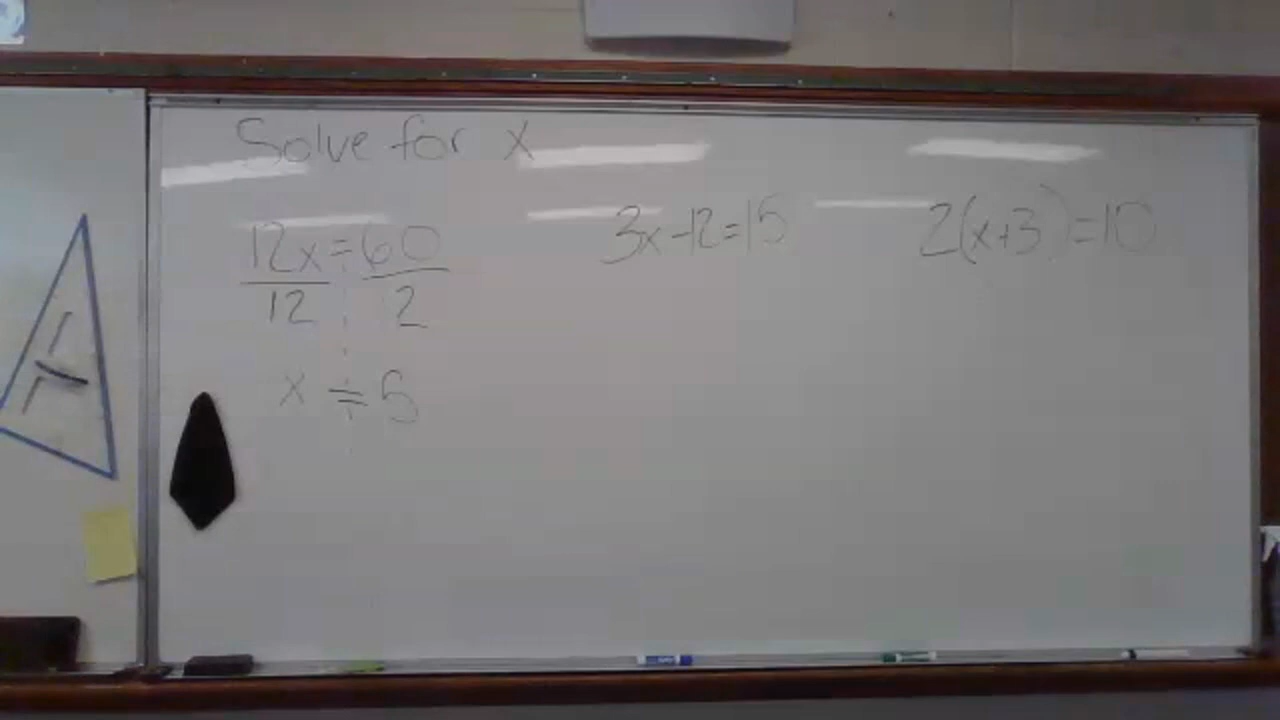 Solve for x
12x = 60
12 2
x = 5
3x - 12 = 15
2(x+3) = 10